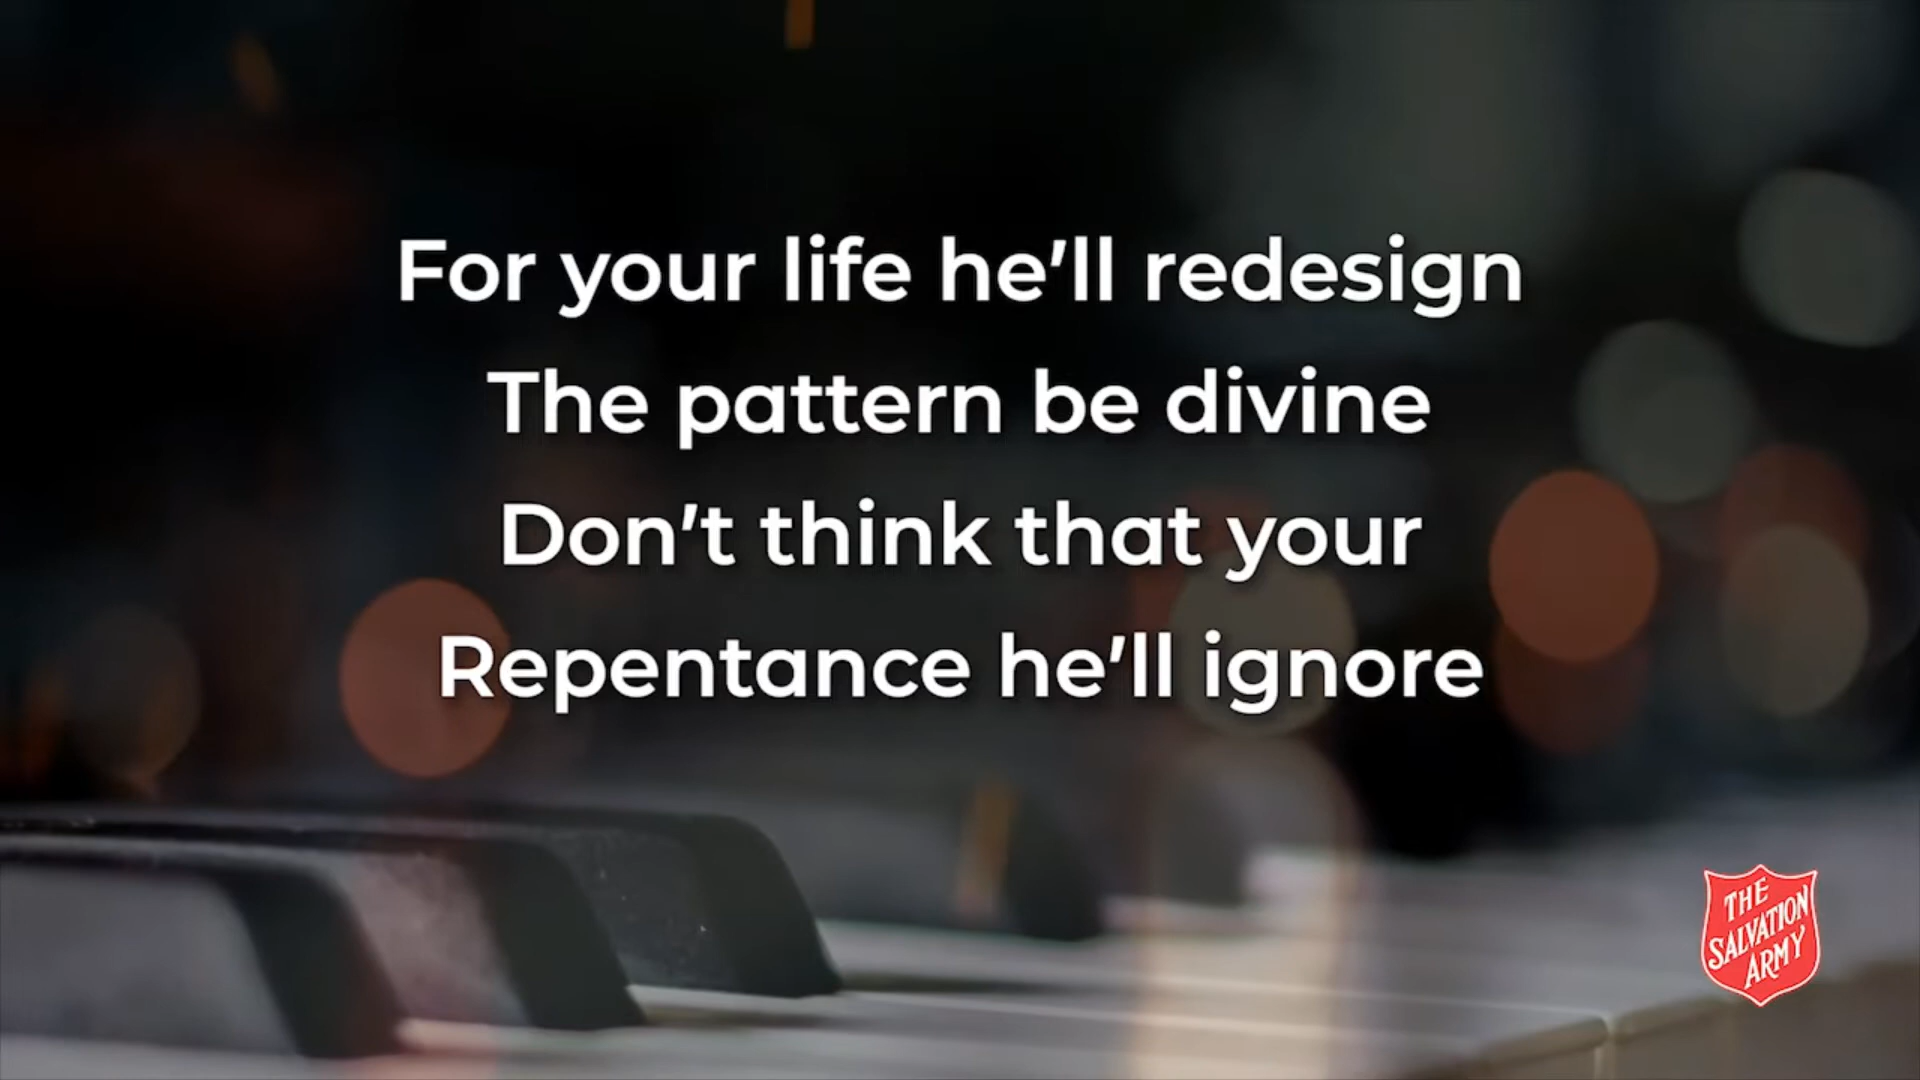 For your life he'll redesign
The pattern be divine
Don't think that your
Repentance he'll ignore
THE
SALVATION
ARMY